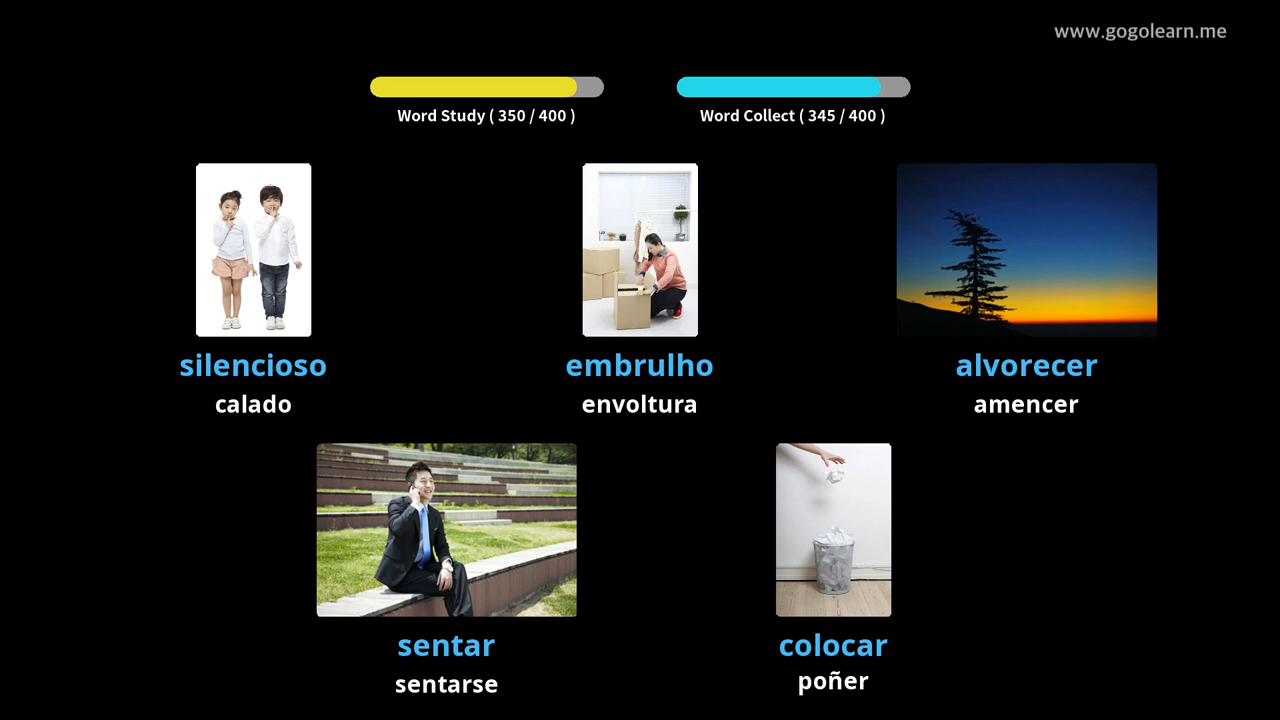 www.gogolearn.me
Word Study ( 350 / 400 )
Word Collect ( 345 / 400 )
silencioso
calado
embrulho
envoltura
alvorecer
amencer
sentar
sentarse
colocar
poñer